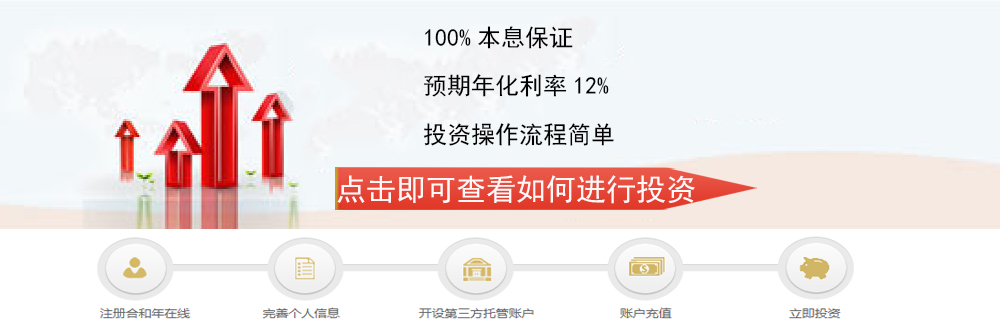 100%本息保证
预期年化利率12%
投资操作流程简单
点击即可查看如何进行投资
注册合和年在线
完善个人信息
开设第三方托管账户
账户充值
立即投资